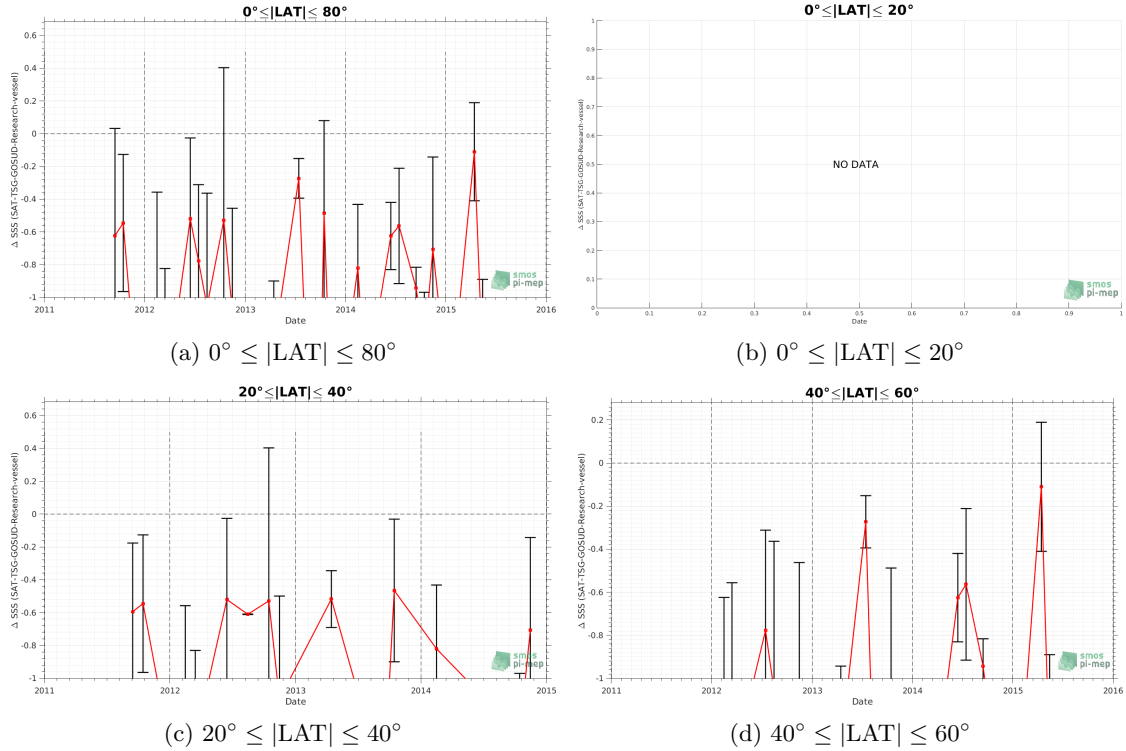 0°≤|LAT|≤ 80°
Δ SSS (SAT-TSG-GOSUD-Research-vessel)
0.6
0.4
0.2
0
-0.2
-0.4
-0.6
-0.8
-1
2011 2012 2013 2014 2015 2016
Date
smos
pi-mep
(a) 0° ≤ |LAT| ≤ 80°
0°≤|LAT|≤ 20°
Δ SSS (SAT-TSG-GOSUD-Research-vessel)
1
0.9
0.8
0.7
0.6
0.5
0.4
0.3
0.2
0.1
0
NO DATA
0 0.1 0.2 0.3 0.4 0.5 0.6 0.7 0.8 0.9 1
Date
smos
pi-mep
(b) 0° ≤ |LAT| ≤ 20°
20°≤|LAT|≤ 40°
Δ SSS (SAT-TSG-GOSUD-Research-vessel)
0.6
0.4
0.2
0
-0.2
-0.4
-0.6
-0.8
-1
2011 2012 2013 2014 2015
Date
smos
pi-mep
(c) 20° ≤ |LAT| ≤ 40°
40°≤|LAT|≤ 60°
Δ SSS (SAT-TSG-GOSUD-Research-vessel)
0.2
0
-0.2
-0.4
-0.6
-0.8
-1
2011 2012 2013 2014 2015 2016
Date
smos
pi-mep
(d) 40° ≤ |LAT| ≤ 60°